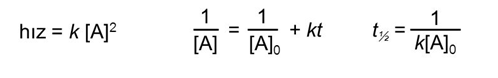 hız = k [A]² 1/[A] = 1/[A]₀ + kt t½ = 1/k[A]₀